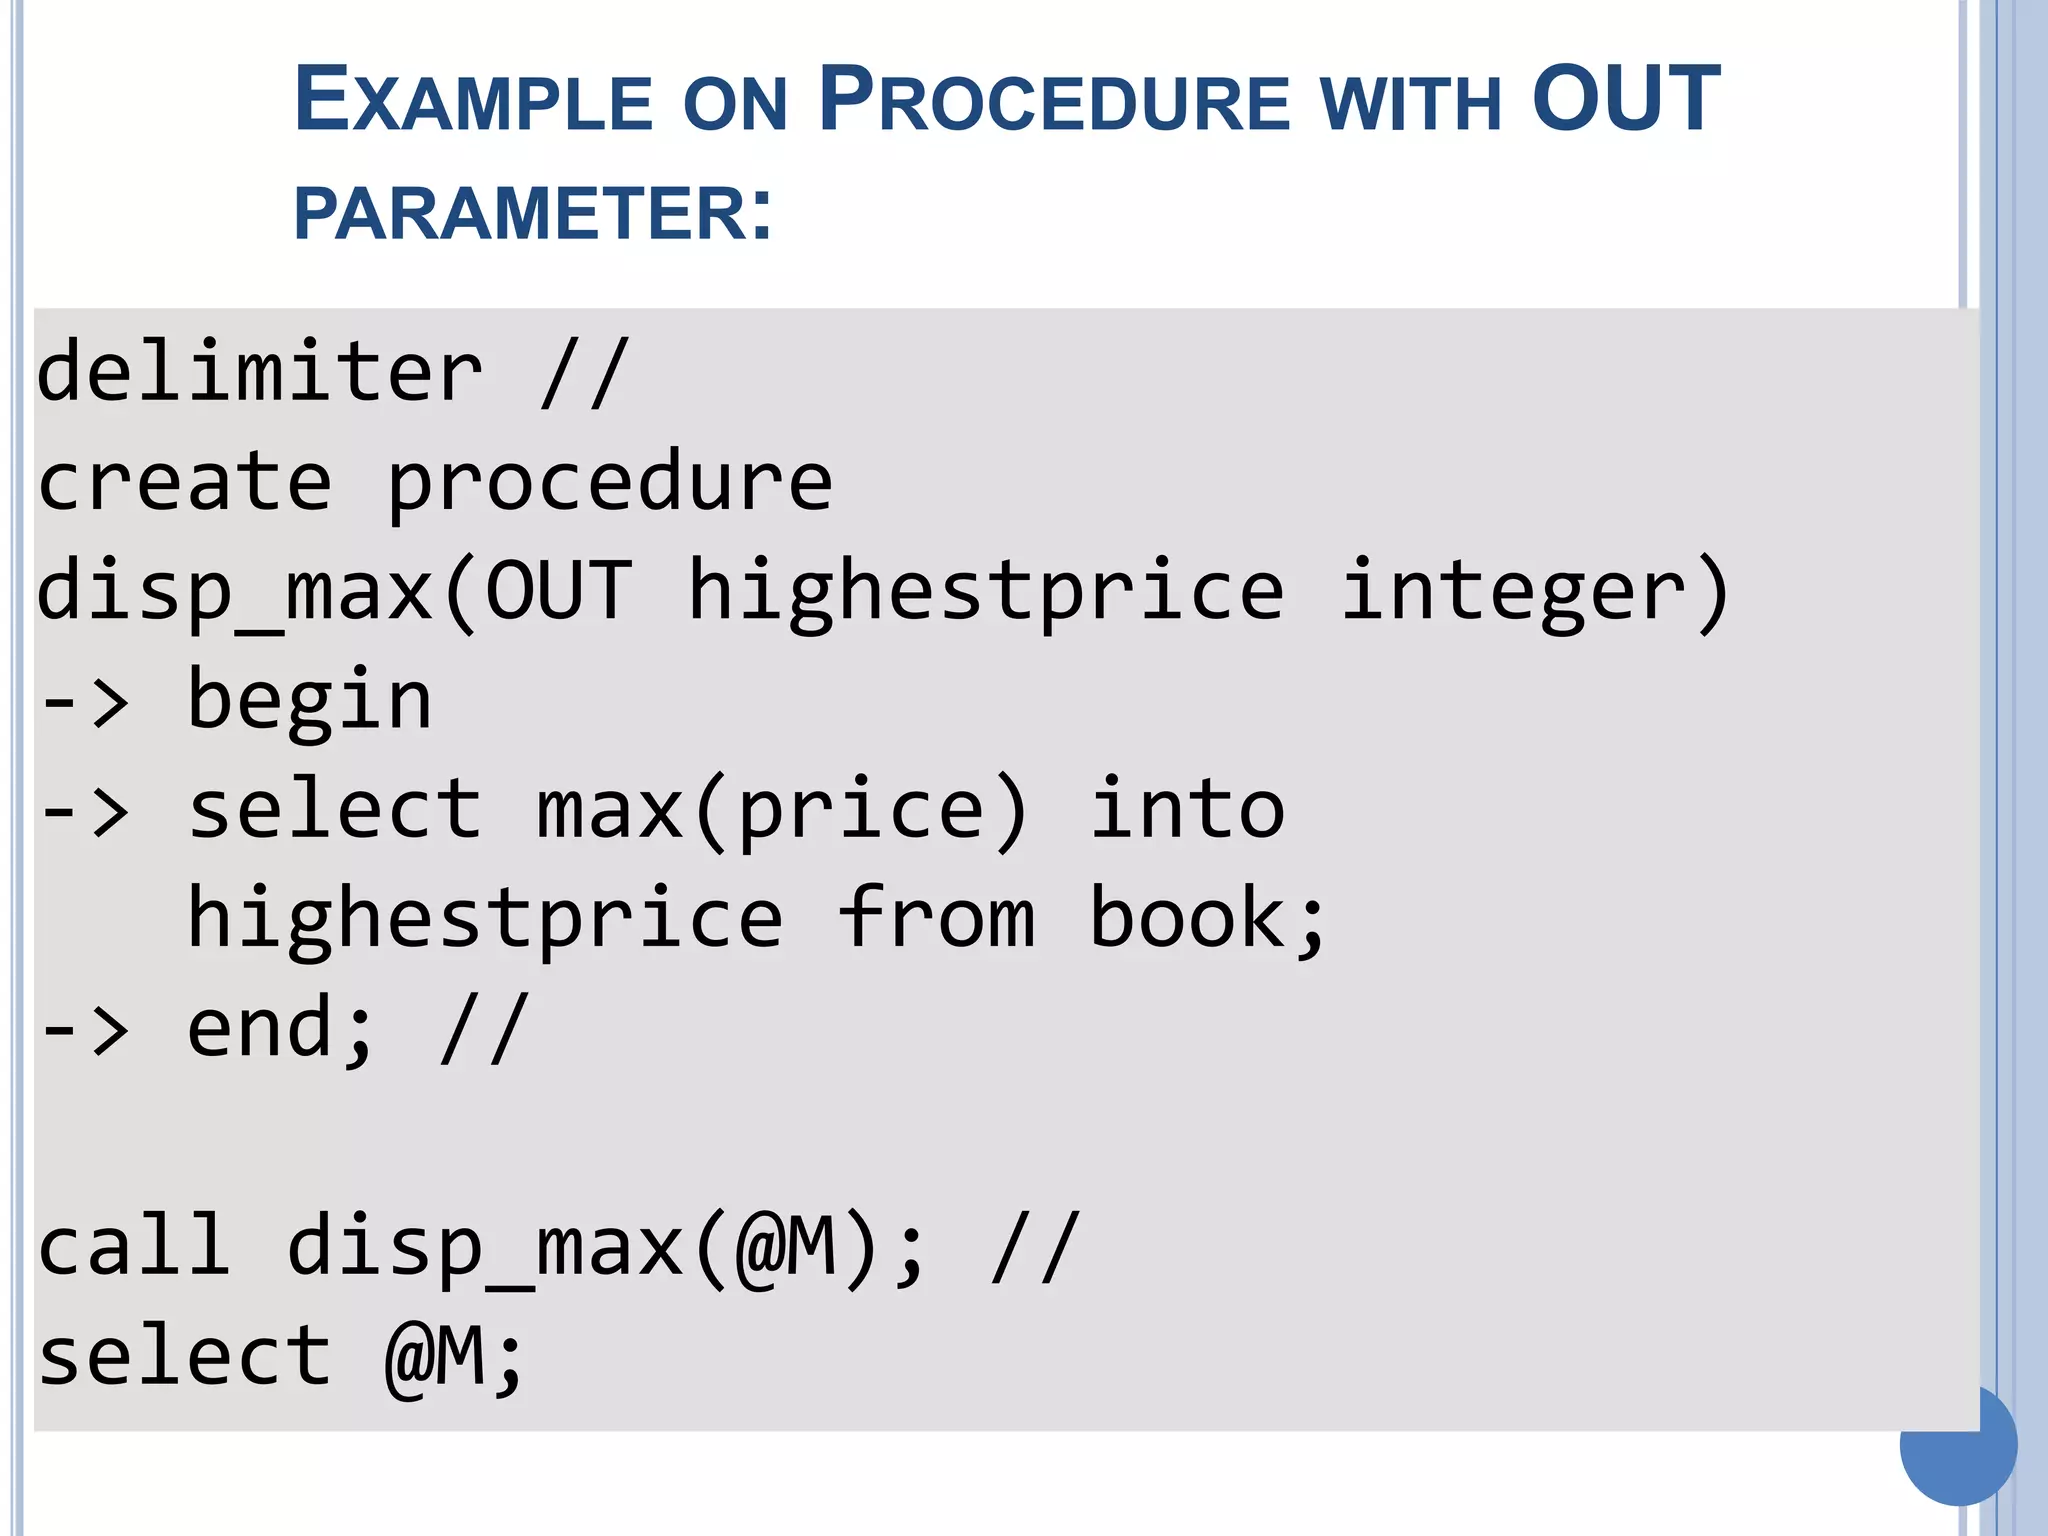 EXAMPLE ON PROCEDURE WITH OUT
PARAMETER:
delimiter //
create procedure
disp_max(OUT highestprice integer)
-> begin
-> select max(price) into
highestprice from book;
-> end; //
call disp_max(@M); //
select @M;